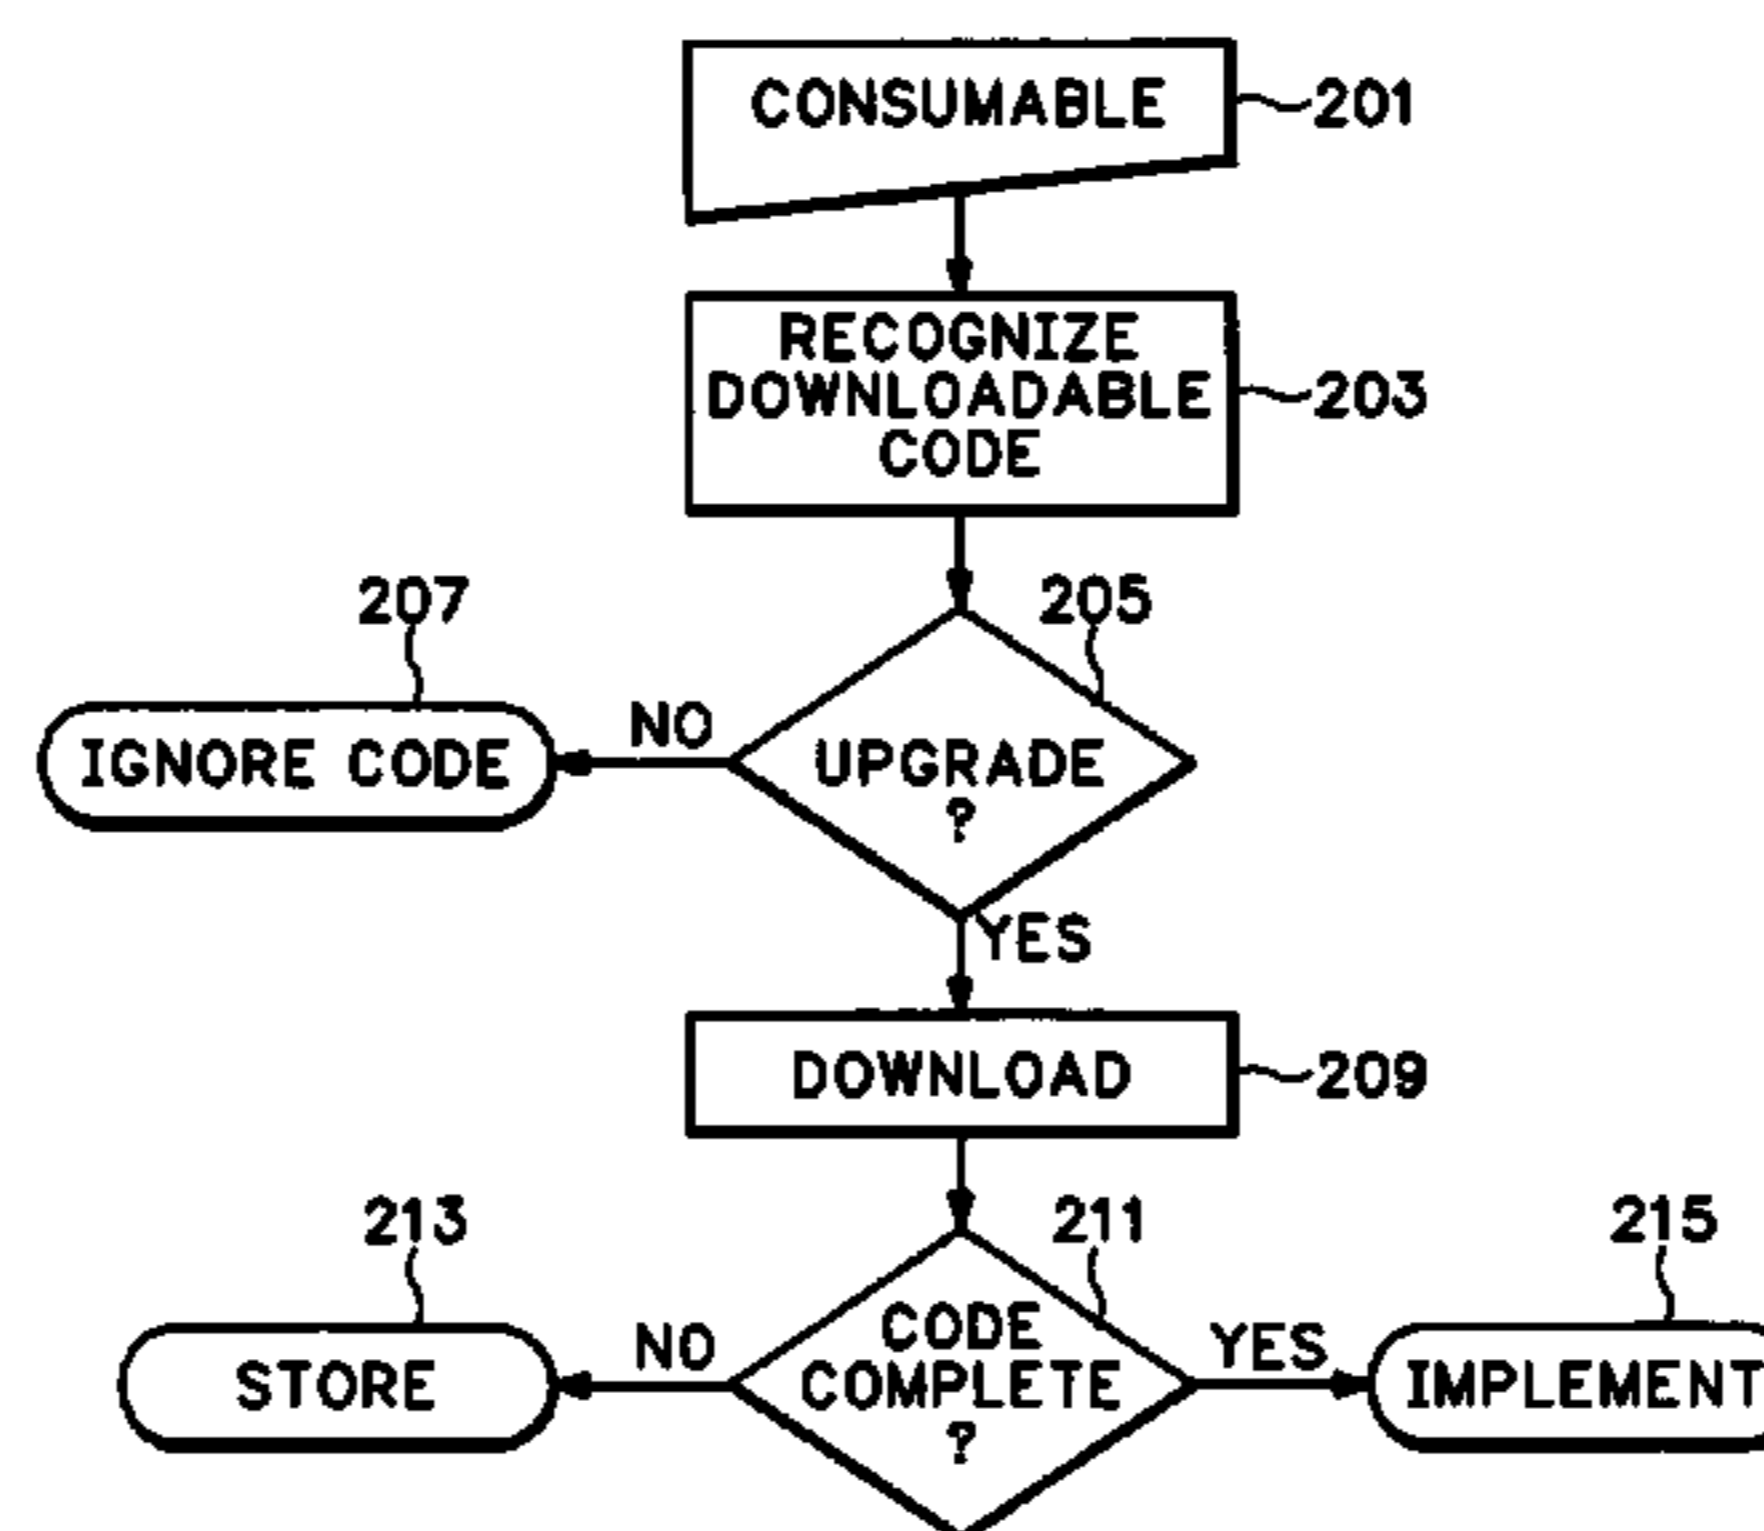 CONSUMABLE
201
RECOGNIZE
DOWNLOADABLE
CODE
203
207
205
IGNORE CODE
NO
UPGRADE
?
YES
DOWNLOAD
209
213
211
215
STORE
NO
CODE
COMPLETE
?
YES
IMPLEMENT